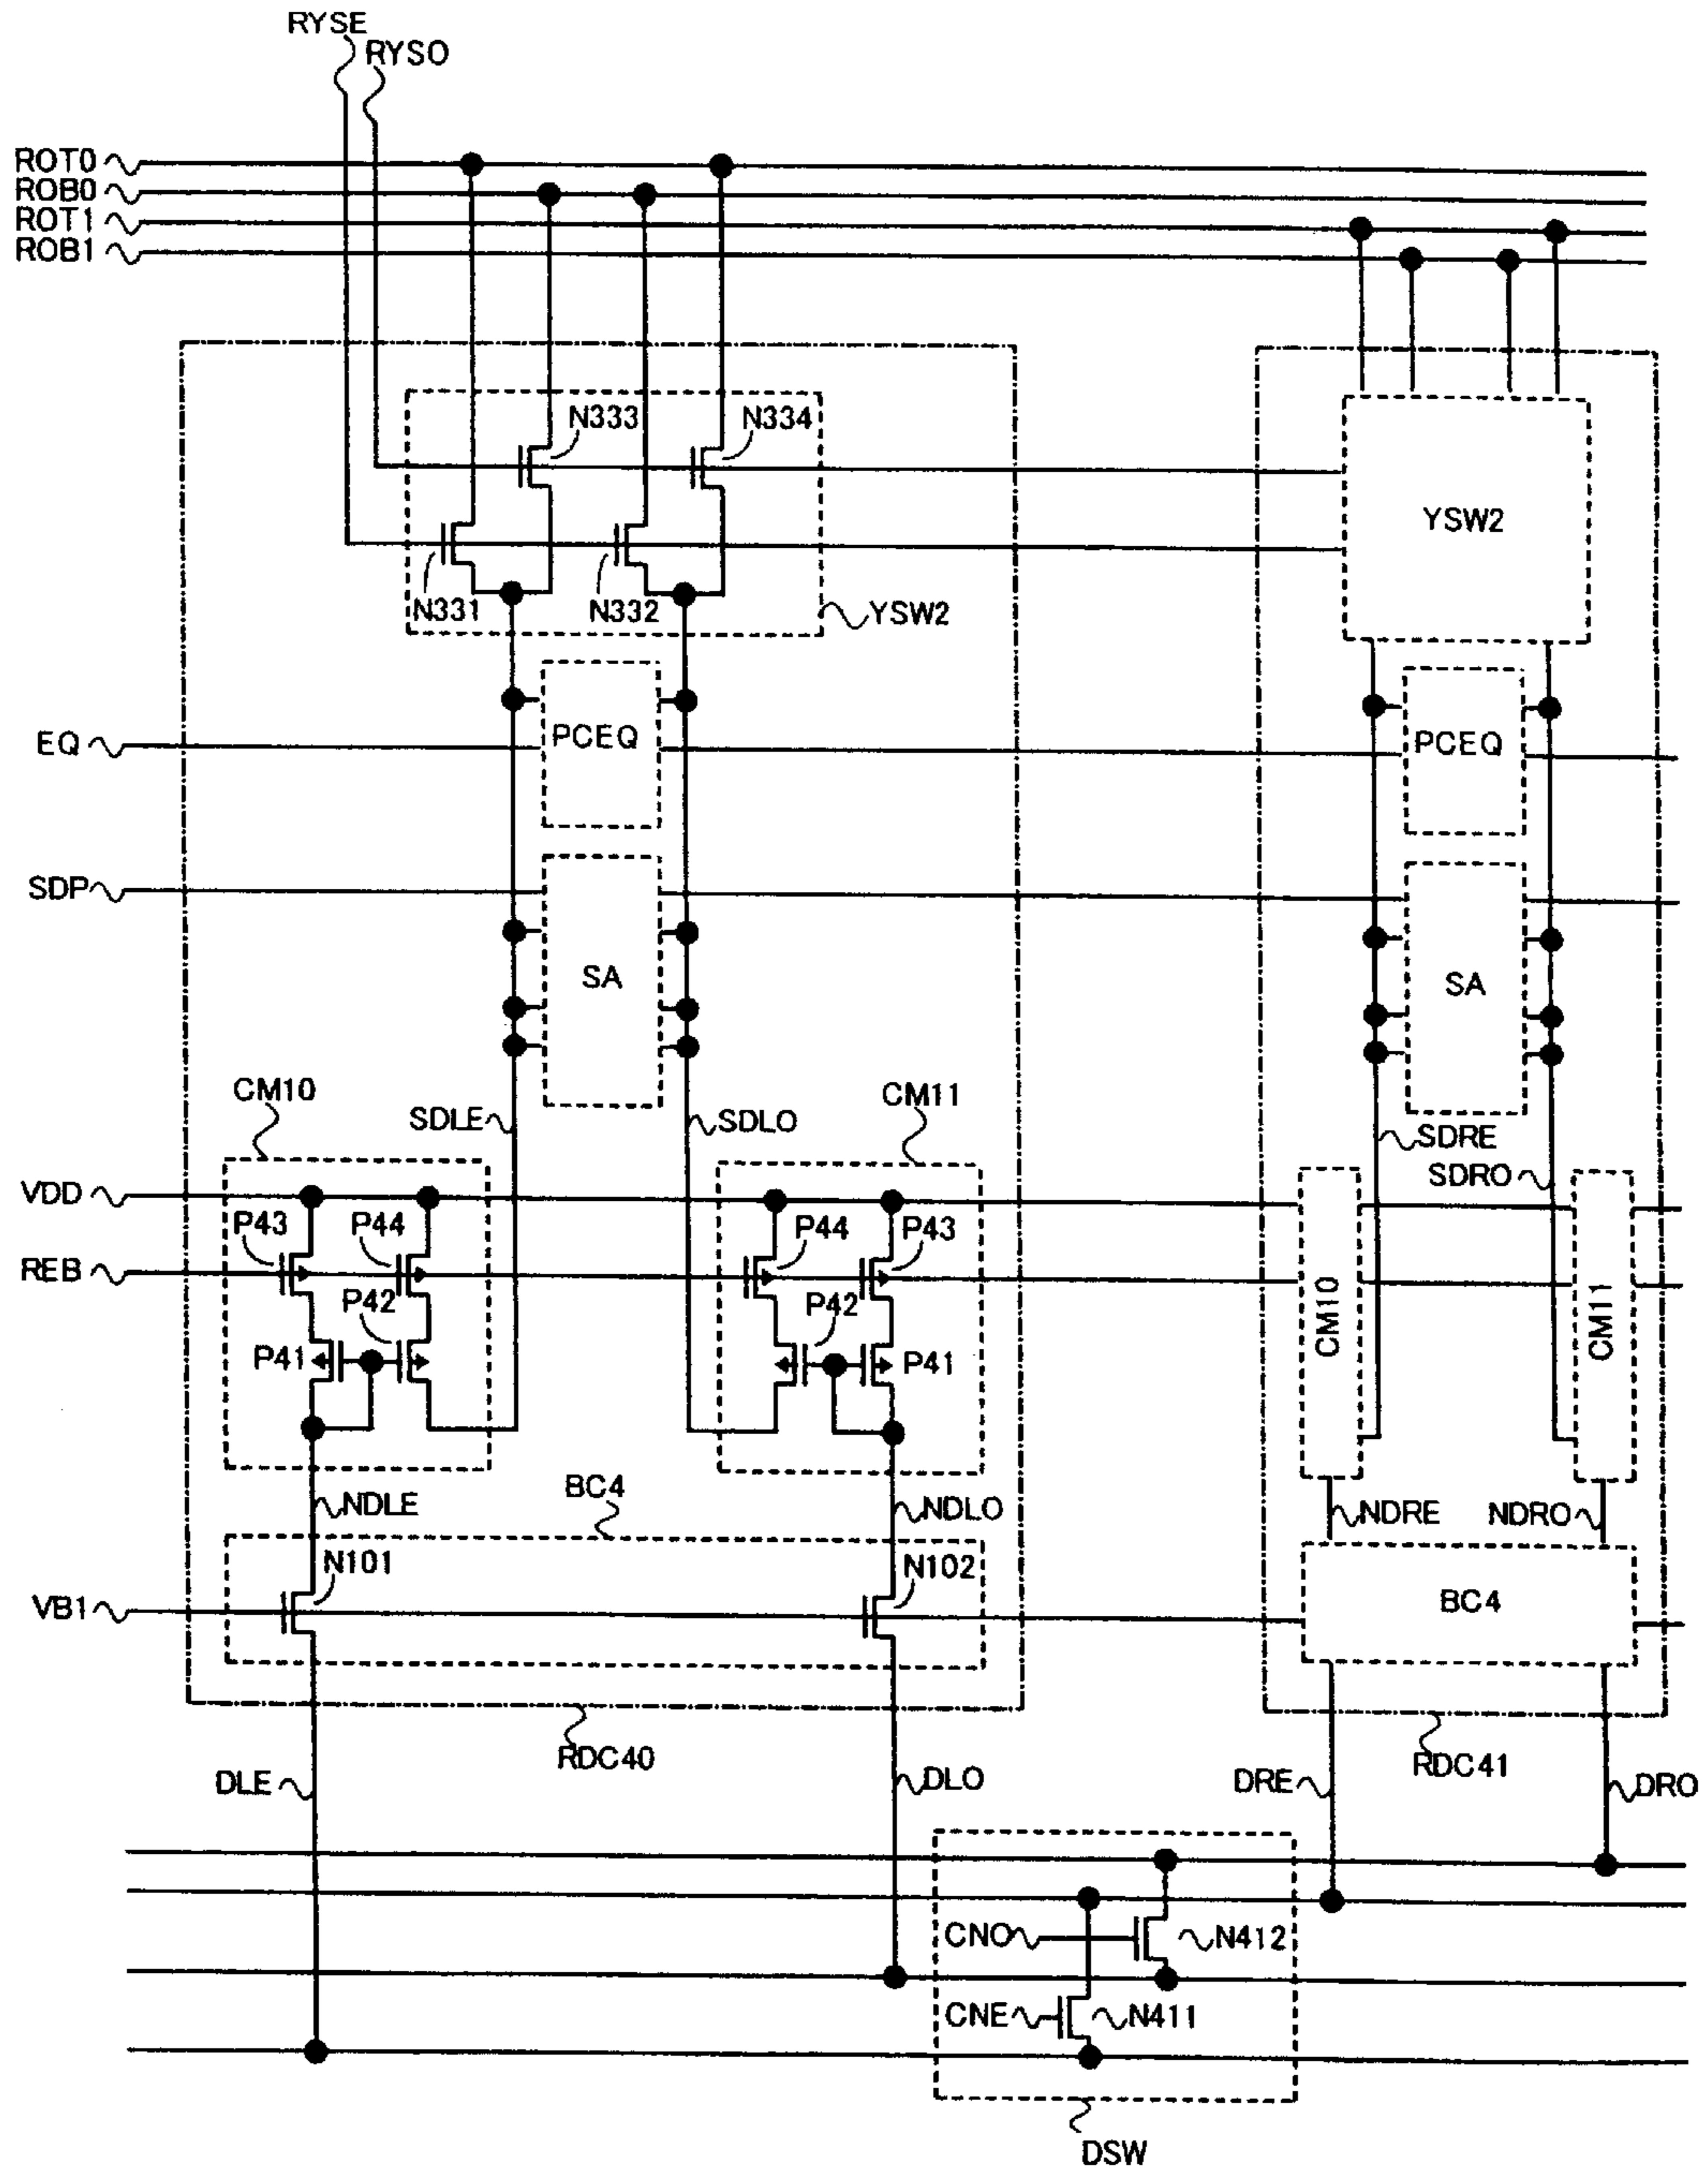 RYSE
RYSO
ROT0
ROB0
ROT1
ROB1
N333
N334
YSW2
N331
N332
YSW2
PCEQ
PCEQ
EQ
SDP
SA
SA
CM10
CM11
SDLE
SDLO
SDRE
SDRO
VDD
P43
P44
P44
P43
REB
P42
P42
CM10
CM11
P41
P41
BC4
NDLE
NDLO
NDRE
NDRO
N101
N102
VB1
BC4
RDC40
RDC41
DLE
DLO
DRE
DRO
CNO
N412
CNE
N411
DSW